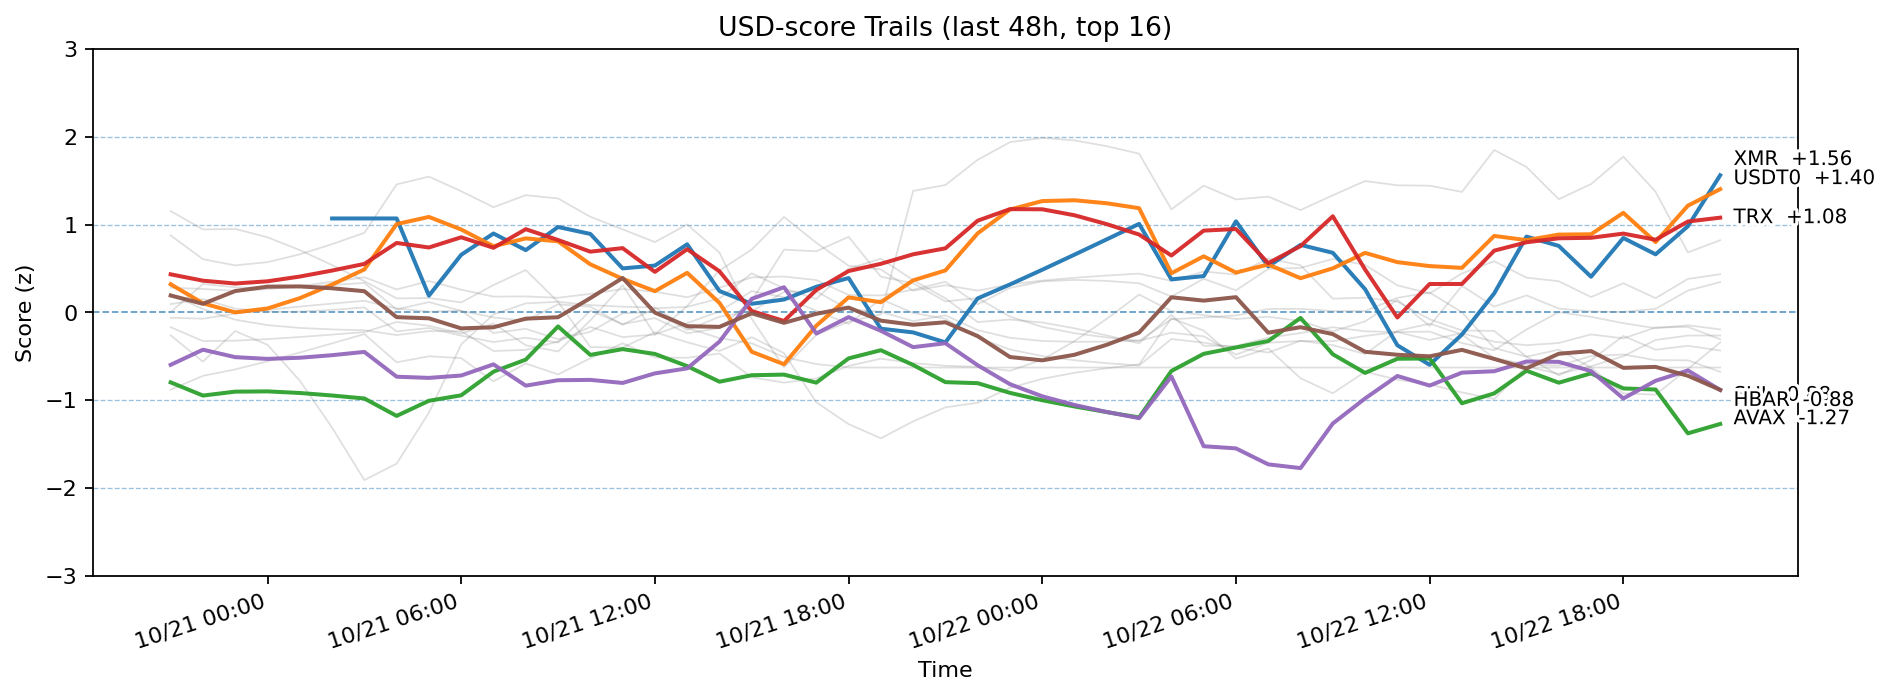 USD-score Trails (last 48h, top 16)
3
2
1
0
−1
−2
−3
Score (z)
XMR +1.56
USDT0 +1.40
TRX +1.08
HBAR -0.88
AVAX -1.27
10/21 00:00
10/21 06:00
10/21 12:00
10/21 18:00
10/22 00:00
10/22 06:00
10/22 12:00
10/22 18:00
Time